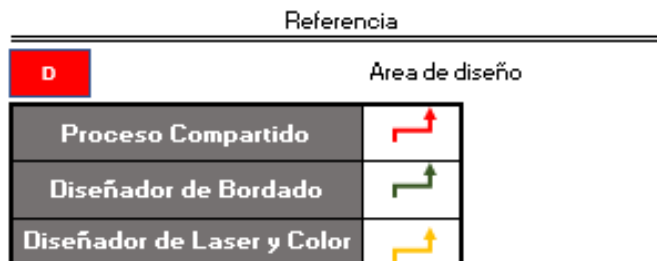 Referencia
D Area de diseño
Proceso Compartido
Diseñador de Bordado
Diseñador de Laser y Color